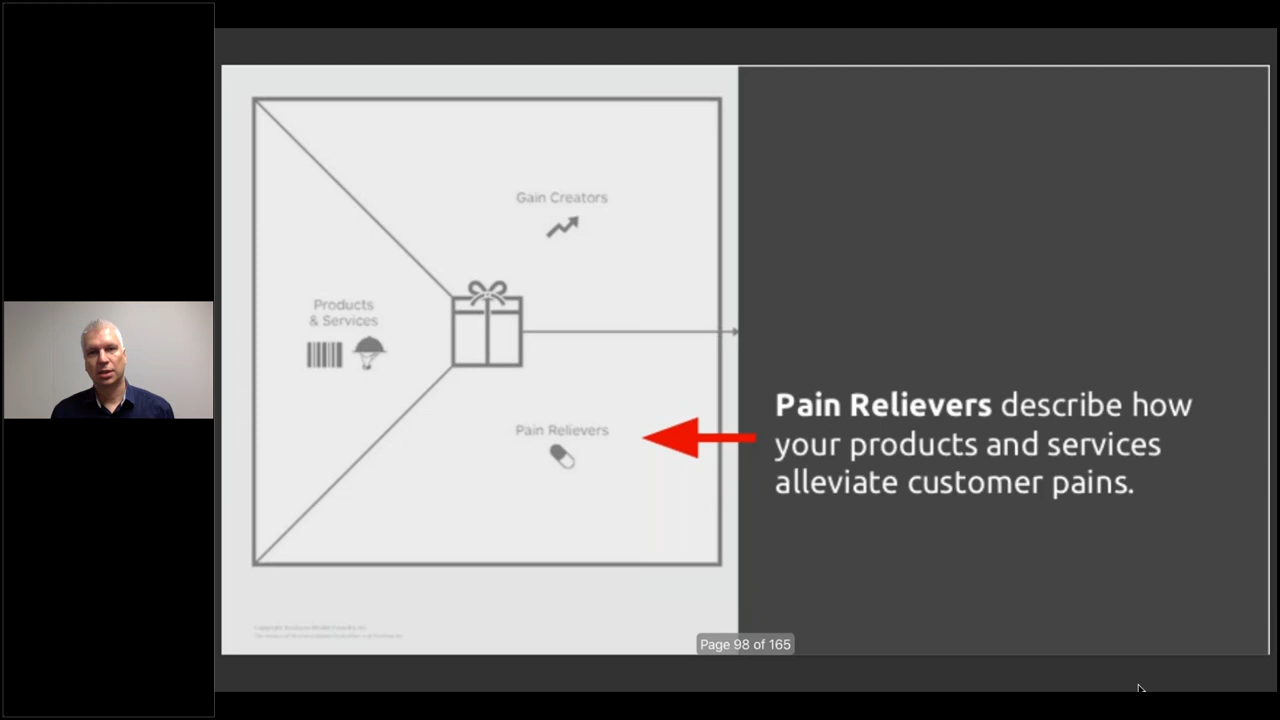 Gain Creators
Products
& Services
Pain Relievers
Pain Relievers describe how
your products and services
alleviate customer pains.
Page 98 of 165